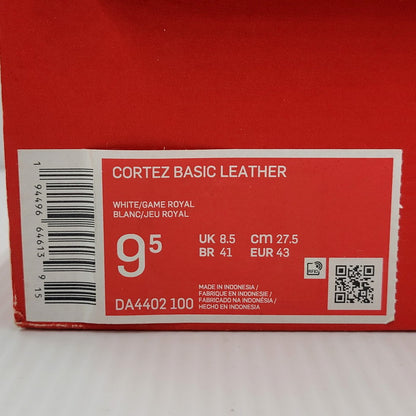 CORTEZ BASIC LEATHER
WHITE/GAME ROYAL
BLANC/JEU ROYAL
9⁵
UK 8.5 CM 27.5
BR 41 EUR 43
DA4402 100
MADE IN INDONESIA /
FABRIQUE EN INDONESIE /
FABRICADO NA INDONÉSIA /
HECHO EN INDONESIA
RFID
1 94496 64613 9 15